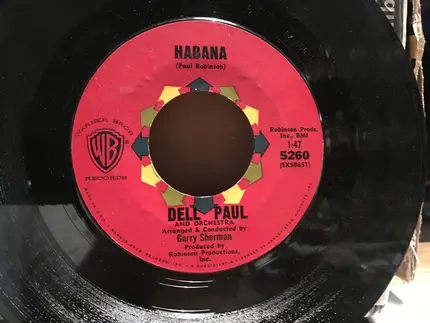 HABANA
(Paul Robinson)
WARNER BROS
WB
RECORDS
Robinson Prods.
Inc., BMI
1:47
5260
(EX50651)
DELL PAUL
AND ORCHESTRA
Arranged & Conducted by
Garry Sherman
Produced by
Robinson Productions,
Inc.